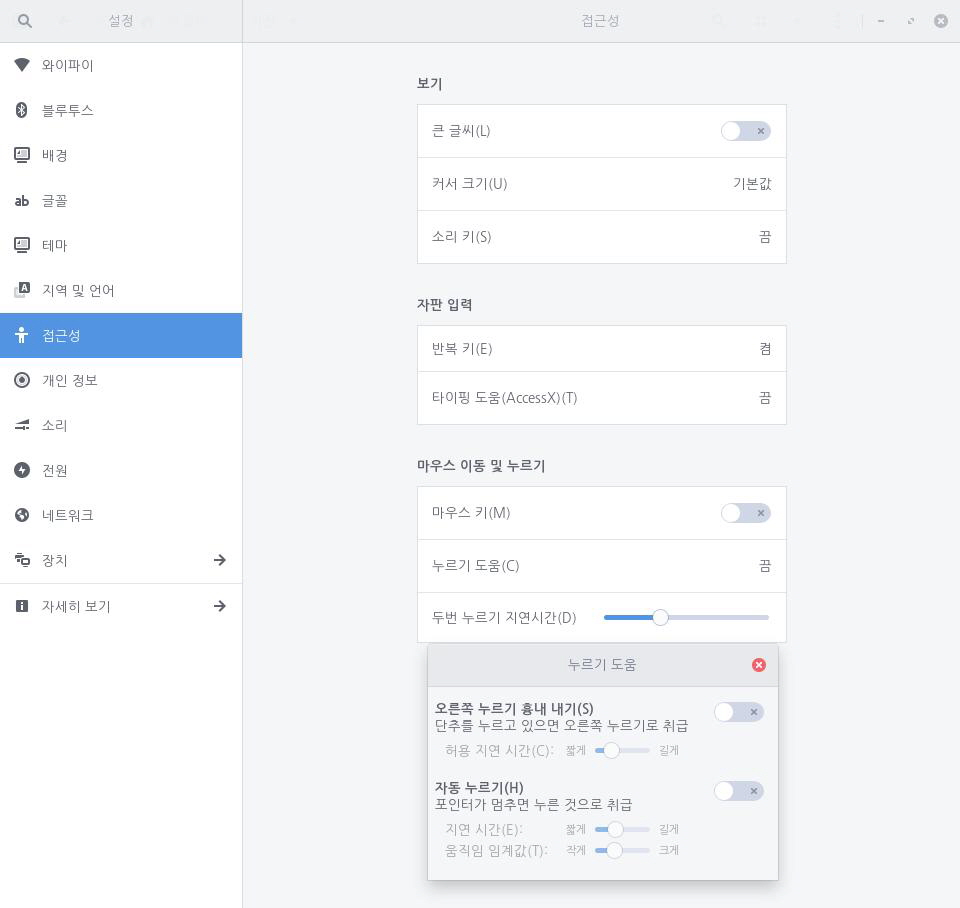 설정
접근성
와이파이
블루투스
배경
글꼴
테마
지역 및 언어
접근성
개인 정보
소리
전원
네트워크
장치
자세히 보기
보기
큰 글씨(L)
커서 크기(U) 기본값
소리 키(S) 끔
자판 입력
반복 키(E) 켬
타이핑 도움(AccessX)(T) 끔
마우스 이동 및 누르기
마우스 키(M)
누르기 도움(C) 끔
두번 누르기 지연시간(D)
누르기 도움
오른쪽 누르기 흉내 내기(S)
단추를 누르고 있으면 오른쪽 누르기로 취급
허용 지연 시간(C): 짧게 길게
자동 누르기(H)
포인터가 멈추면 누른 것으로 취급
지연 시간(E): 짧게 길게
움직임 임계값(T): 작게 크게